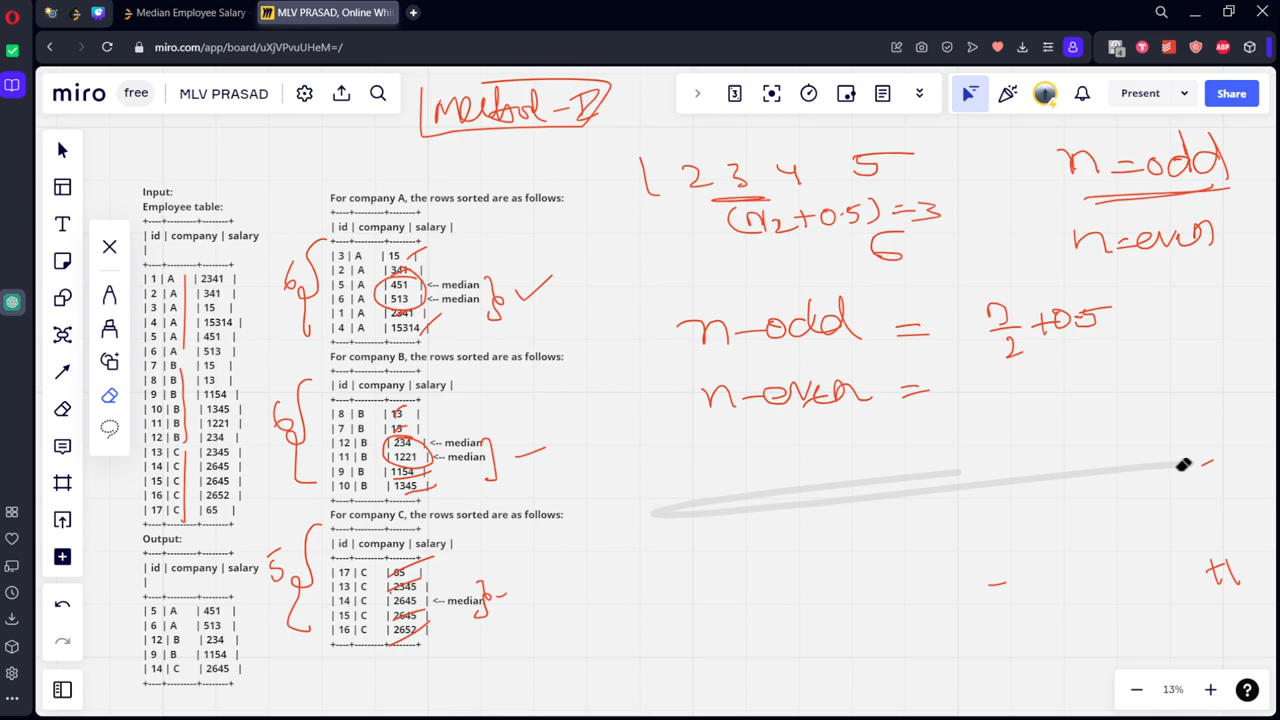 Median Employee Salary
MLV PRASAD, Online Whi
miro.com/app/board/uXjVPvuUHeM=/
ABP
miro
free
MLV PRASAD
Present
Share
Method-
Input:
Employee table:
+----+---------+--------+
| id | company | salary
|
+----+---------+--------+
| 1 | A | 2341 |
| 2 | A | 341 |
| 3 | A | 15 |
| 4 | A | 15314 |
| 5 | A | 451 |
| 6 | A | 513 |
| 7 | B | 15 |
| 8 | B | 13 |
| 9 | B | 1154 |
| 10 | B | 1345 |
| 11 | B | 1221 |
| 12 | B | 234 |
| 13 | C | 2345 |
| 14 | C | 2645 |
| 15 | C | 2645 |
| 16 | C | 2652 |
| 17 | C | 65 |
+----+---------+--------+
Output:
+----+---------+--------+
| id | company | salary
|
+----+---------+--------+
| 5 | A | 451 |
| 6 | A | 513 |
| 12 | B | 234 |
| 9 | B | 1154 |
| 14 | C | 2645 |
+----+---------+--------+
For company A, the rows sorted are as follows:
+----+---------+--------+
| id | company | salary |
+----+---------+--------+
| 3 | A | 15 |
| 2 | A | 341 |
| 5 | A | 451 | <-- median
| 6 | A | 513 | <-- median
| 1 | A | 2341 |
| 4 | A | 15314 |
+----+---------+--------+
6
For company B, the rows sorted are as follows:
+----+---------+--------+
| id | company | salary |
+----+---------+--------+
| 8 | B | 13 |
| 7 | B | 15 |
| 12 | B | 234 | <-- median
| 11 | B | 1221 | <-- median
| 9 | B | 1154 |
| 10 | B | 1345 |
+----+---------+--------+
6
For company C, the rows sorted are as follows:
+----+---------+--------+
| id | company | salary |
+----+---------+--------+
| 17 | C | 65 |
| 13 | C | 2345 |
| 14 | C | 2645 | <-- median
| 15 | C | 2645 |
| 16 | C | 2652 |
+----+---------+--------+
5
1 2 3 4 5
(n/2+0.5)=3
6
n=odd
n=even
n-odd = n/2 +0.5
n-even =
13%